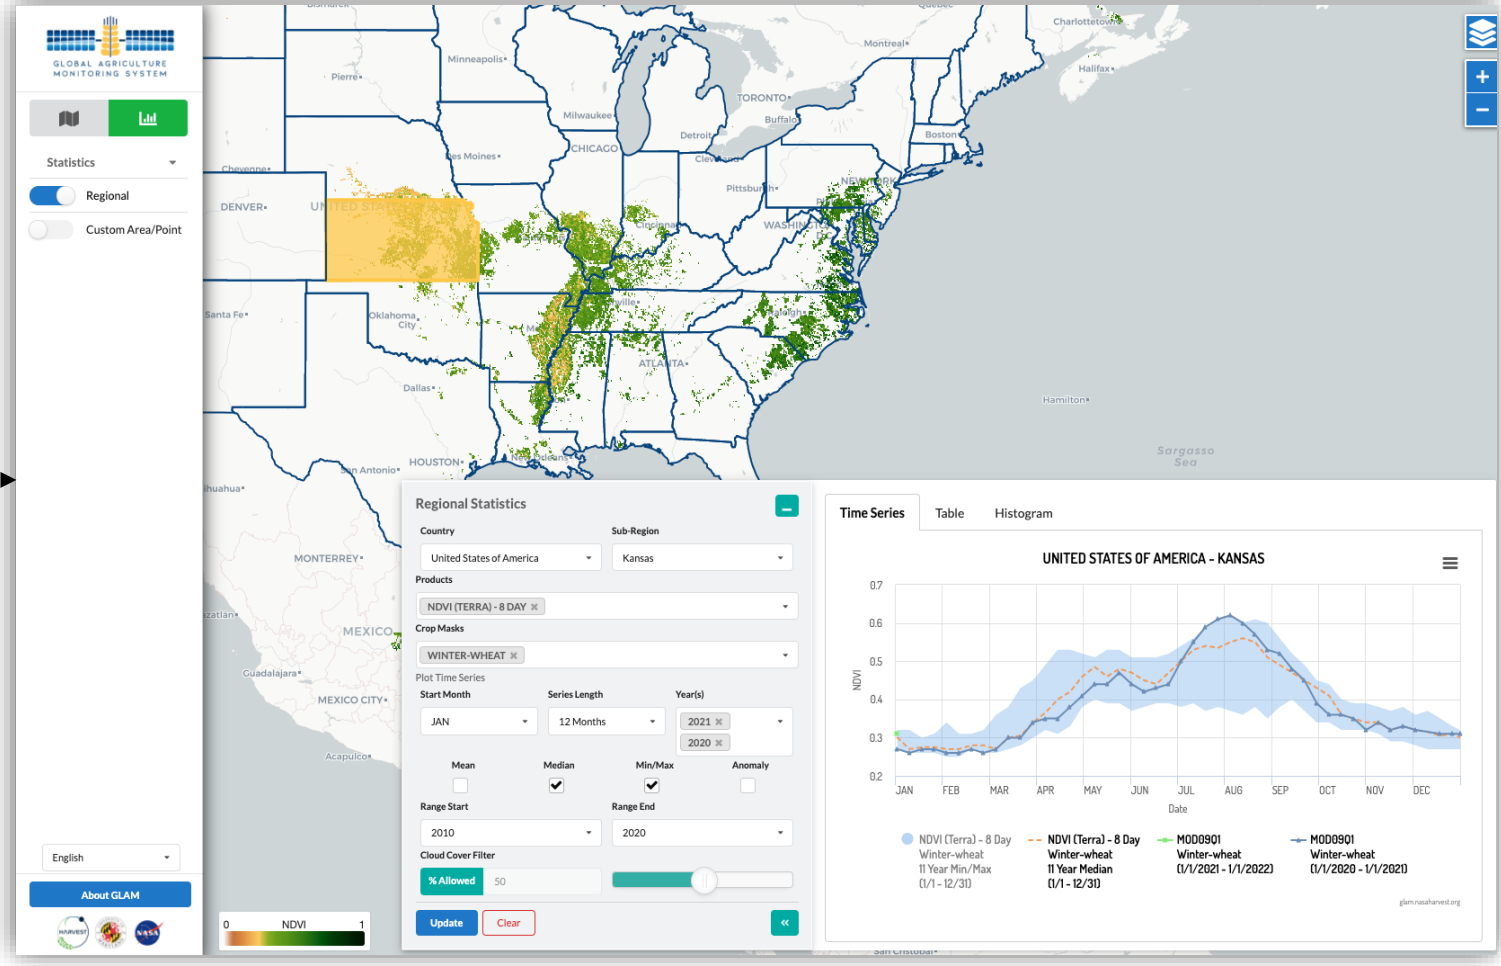 GLOBAL AGRICULTURE
MONITORING SYSTEM
Statistics
Regional
Custom Area/Point
English
About GLAM
HARVEST
NASA
Québec
Charlottetown
Montreal
Halifax
Minneapolis
Pierre
TORONTO
Buffalo
Milwaukee
Detroit
Boston
CHICAGO
Des Moines
Cheyenne
Pittsburgh
DENVER
WASHINGTON
Cincinnati
Santa Fe
Oklahoma
City
Raleigh
ATLANTA
Dallas
Hamilton
Sargasso
Sea
HOUSTON
New Orleans
San Antonio
MONTERREY
MEXICO
Guadalajara
MEXICO CITY
Acapulco
San Cristóbal
0 NDVI 1
Regional Statistics
Country
Sub-Region
United States of America
Kansas
Products
NDVI (TERRA) - 8 DAY
Crop Masks
WINTER-WHEAT
Plot Time Series
Start Month
Series Length
Year(s)
JAN
12 Months
2021
2020
Mean
Median
Min/Max
Anomaly
Range Start
Range End
2010
2020
Cloud Cover Filter
% Allowed
50
Update
Clear
«
Time Series
Table
Histogram
UNITED STATES OF AMERICA - KANSAS
0.7
0.6
0.5
0.4
0.3
0.2
NDVI
JAN FEB MAR APR MAY JUN JUL AUG SEP OCT NOV DEC
Date
NDVI (Terra) - 8 Day
Winter-wheat
11 Year Min/Max
(1/1 - 12/31)
NDVI (Terra) - 8 Day
Winter-wheat
11 Year Median
(1/1 - 12/31)
MOD09Q1
Winter-wheat
(1/1/2021 - 1/1/2022)
MOD09Q1
Winter-wheat
(1/1/2020 - 1/1/2021)
glam.nasaharvest.org